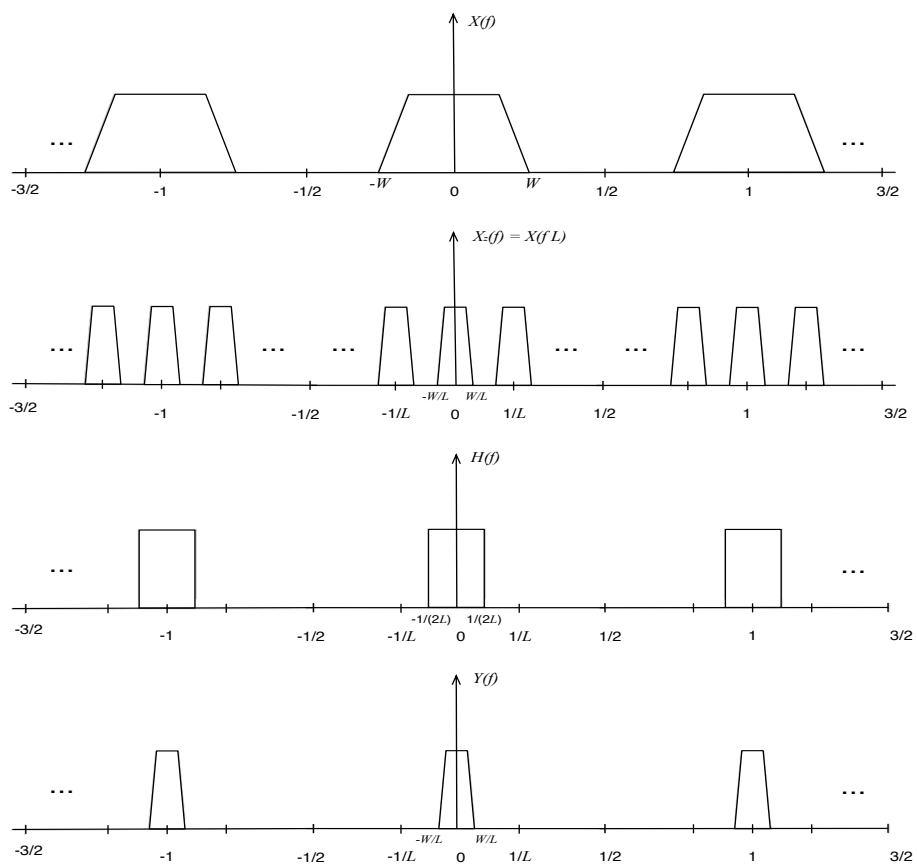 X(f)
... ...
-3/2 -1 -1/2 -W 0 W 1/2 1 3/2
Xz(f) = X(f L)
... ... ... ... ... ...
-W/L W/L
-3/2 -1 -1/2 -1/L 0 1/L 1/2 1 3/2
H(f)
... ...
-1/(2L) 1/(2L)
-3/2 -1 -1/2 -1/L 0 1/L 1/2 1 3/2
Y(f)
... ...
-W/L W/L
-3/2 -1 -1/2 -1/L 0 1/L 1/2 1 3/2